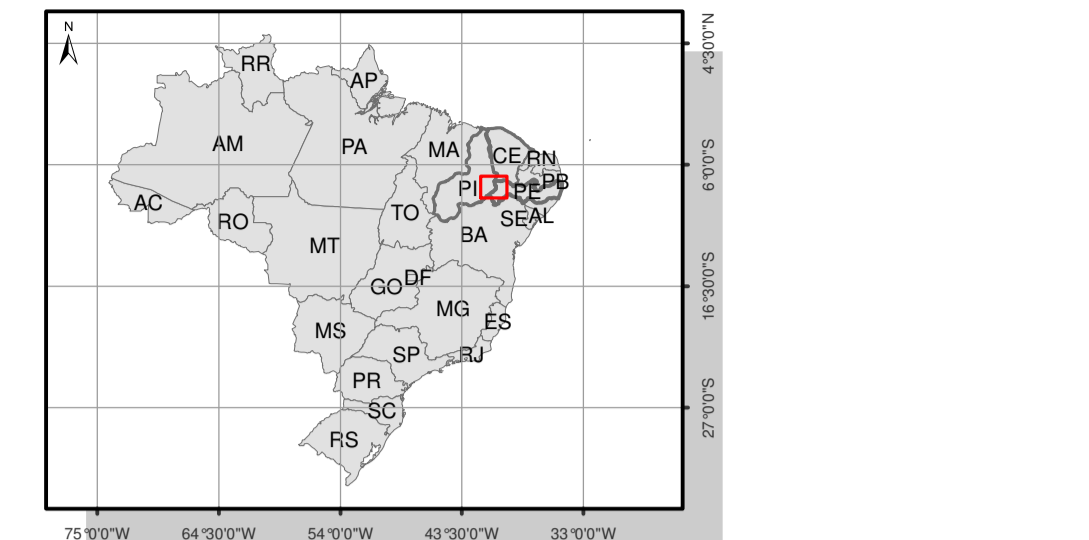 N
4°30'0"N
RR
AP
AM
PA
MA
CE
RN
6°0'0"S
PI
PE
PB
AC
RO
TO
SE
AL
MT
BA
GO
DF
16°30'0"S
MG
MS
ES
SP
RJ
PR
SC
27°0'0"S
RS
75°0'0"W 64°30'0"W 54°0'0"W 43°30'0"W 33°0'0"W